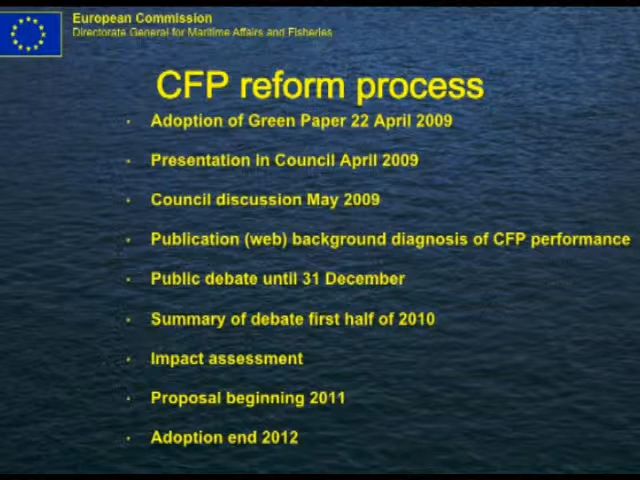 European Commission
Directorate General for Maritime Affairs and Fisheries
CFP reform process
• Adoption of Green Paper 22 April 2009
• Presentation in Council April 2009
• Council discussion May 2009
• Publication (web) background diagnosis of CFP performance
• Public debate until 31 December
• Summary of debate first half of 2010
• Impact assessment
• Proposal beginning 2011
• Adoption end 2012